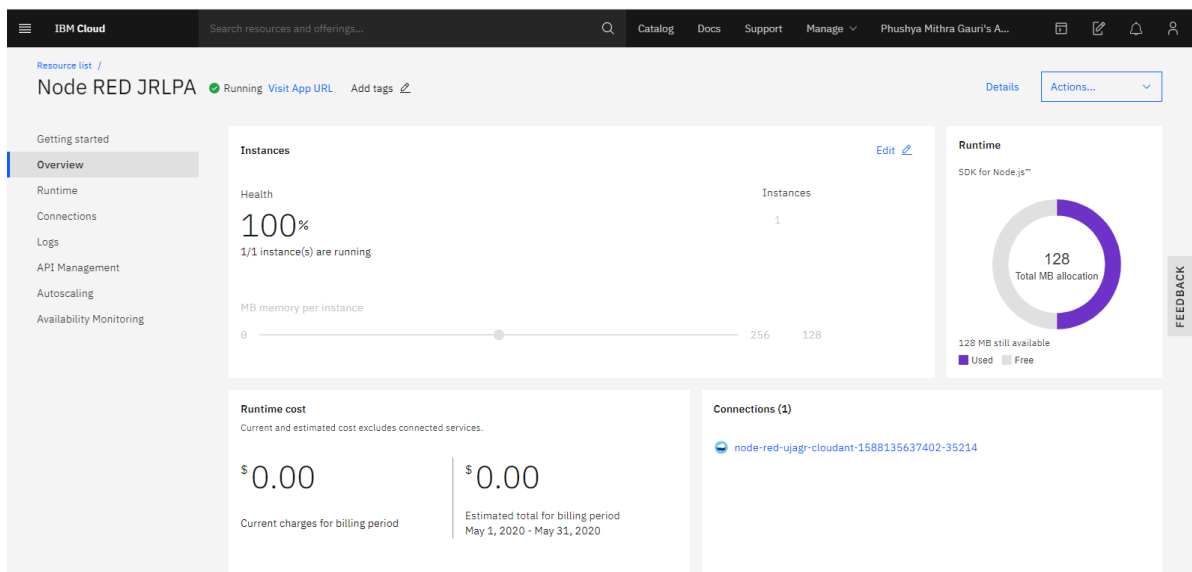 IBM Cloud
Search resources and offerings...
Catalog
Docs
Support
Manage
Phushya Mithra Gauri's A...
Resource list /
Node RED JRLPA
Running
Visit App URL
Add tags
Details
Actions...
Getting started
Overview
Runtime
Connections
Logs
API Management
Autoscaling
Availability Monitoring
Instances
Edit
Health
100%
1/1 instance(s) are running
Instances
1
MB memory per instance
0
256
128
Runtime
SDK for Node.js™
128
Total MB allocation
128 MB still available
Used
Free
FEEDBACK
Runtime cost
Current and estimated cost excludes connected services.
$0.00
Current charges for billing period
$0.00
Estimated total for billing period
May 1, 2020 - May 31, 2020
Connections (1)
node-red-ujagr-cloudant-1588135637402-35214